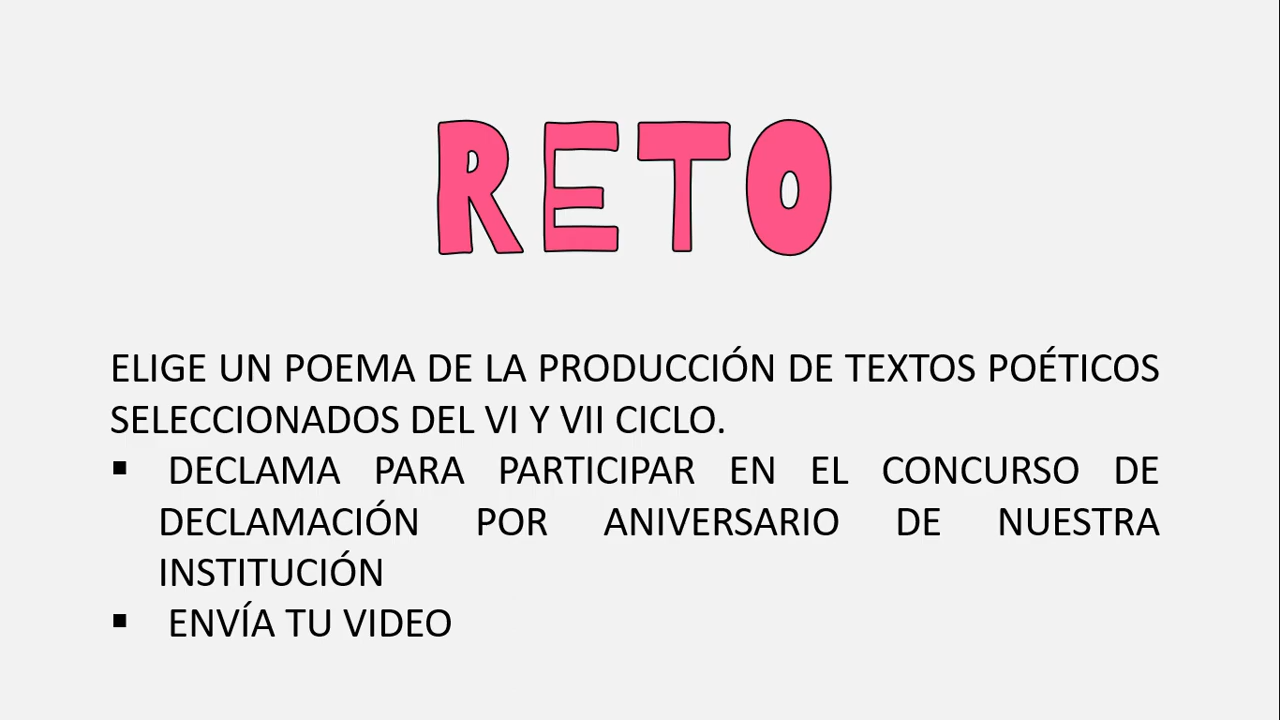 RETO
ELIGE UN POEMA DE LA PRODUCCIÓN DE TEXTOS POÉTICOS
SELECCIONADOS DEL VI Y VII CICLO.
▪ DECLAMA PARA PARTICIPAR EN EL CONCURSO DE
DECLAMACIÓN POR ANIVERSARIO DE NUESTRA
INSTITUCIÓN
▪ ENVÍA TU VIDEO